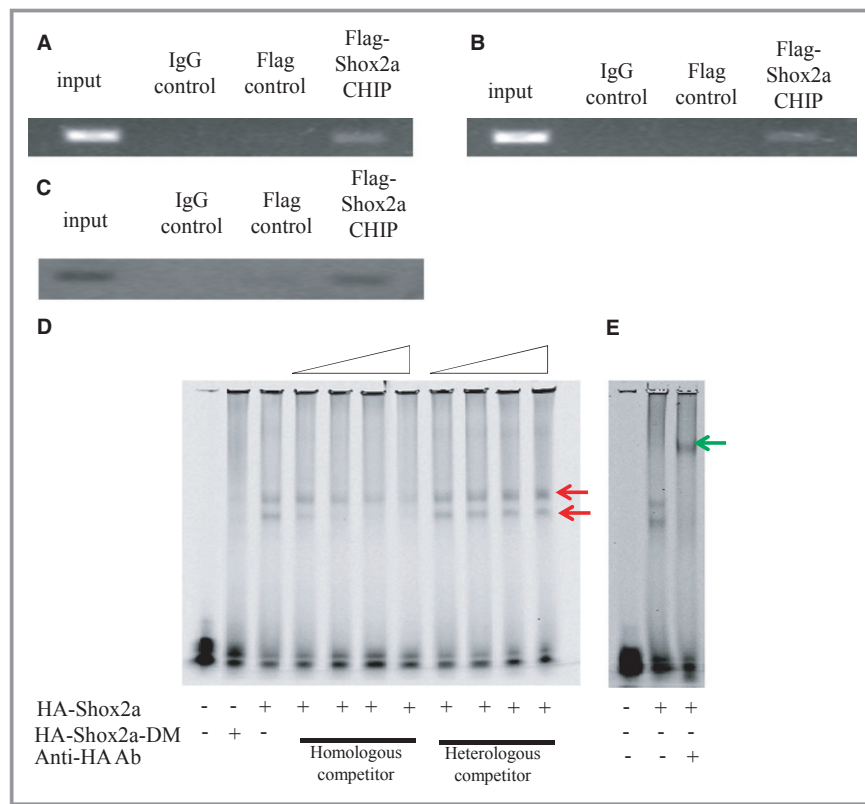 A
input
IgG
control
Flag
control
Flag-
Shox2a
CHIP
B
input
IgG
control
Flag
control
Flag-
Shox2a
CHIP
C
input
IgG
control
Flag
control
Flag-
Shox2a
CHIP
D
E
HA-Shox2a - - + + + + + + + + + - + +
HA-Shox2a-DM - + - Homologous competitor Heterologous competitor - - -
Anti-HA Ab - - +